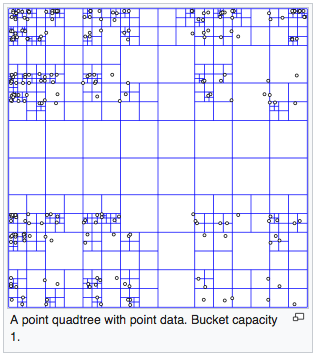 A point quadtree with point data. Bucket capacity
1.